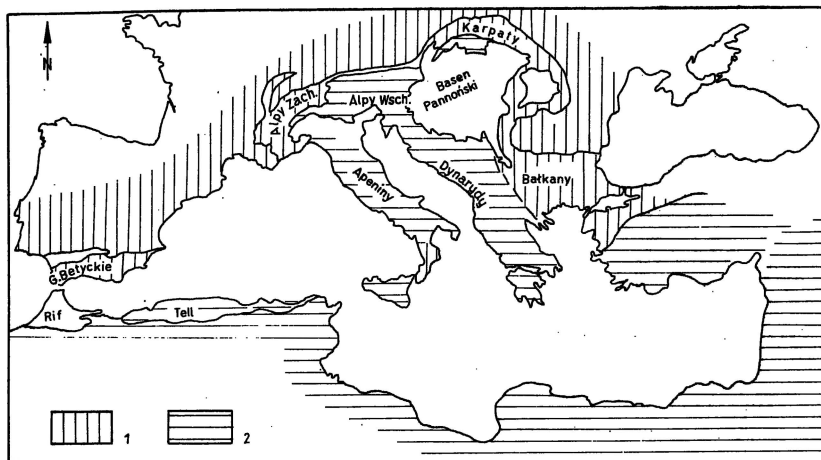 Karpaty
N
Basen
Pannoński
Alpy Zach.
Alpy Wsch.
Apeniny
Dynarydy
Bałkany
G. Betyckie
Rif
Tell
1
2